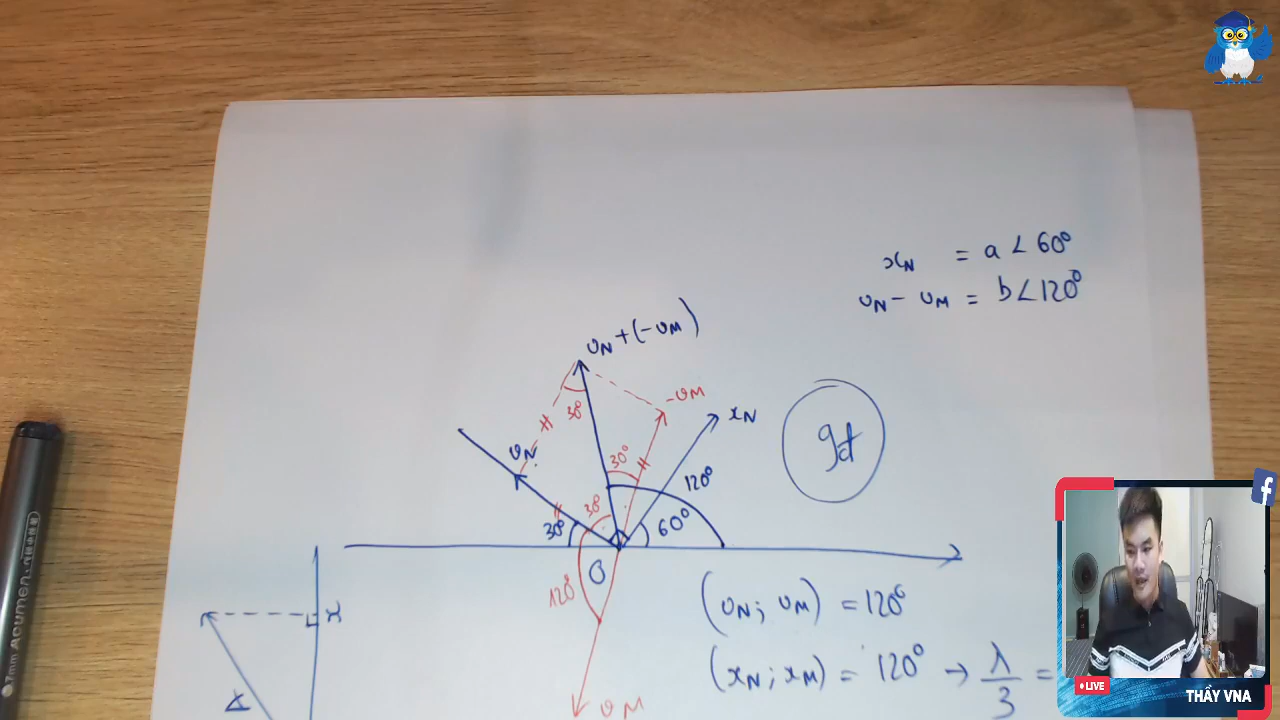 xN = a∠60°
vN - vM = b∠120°
vN+(-vM)
30°
-vM
xN
vN
30°
120°
30°
60°
30°
O
120°
(vN; vM) = 120°
(xN; xM) = 120° → λ/3 =
vM
x
LIVE
THẦY VNA
f
Acumen
7mm